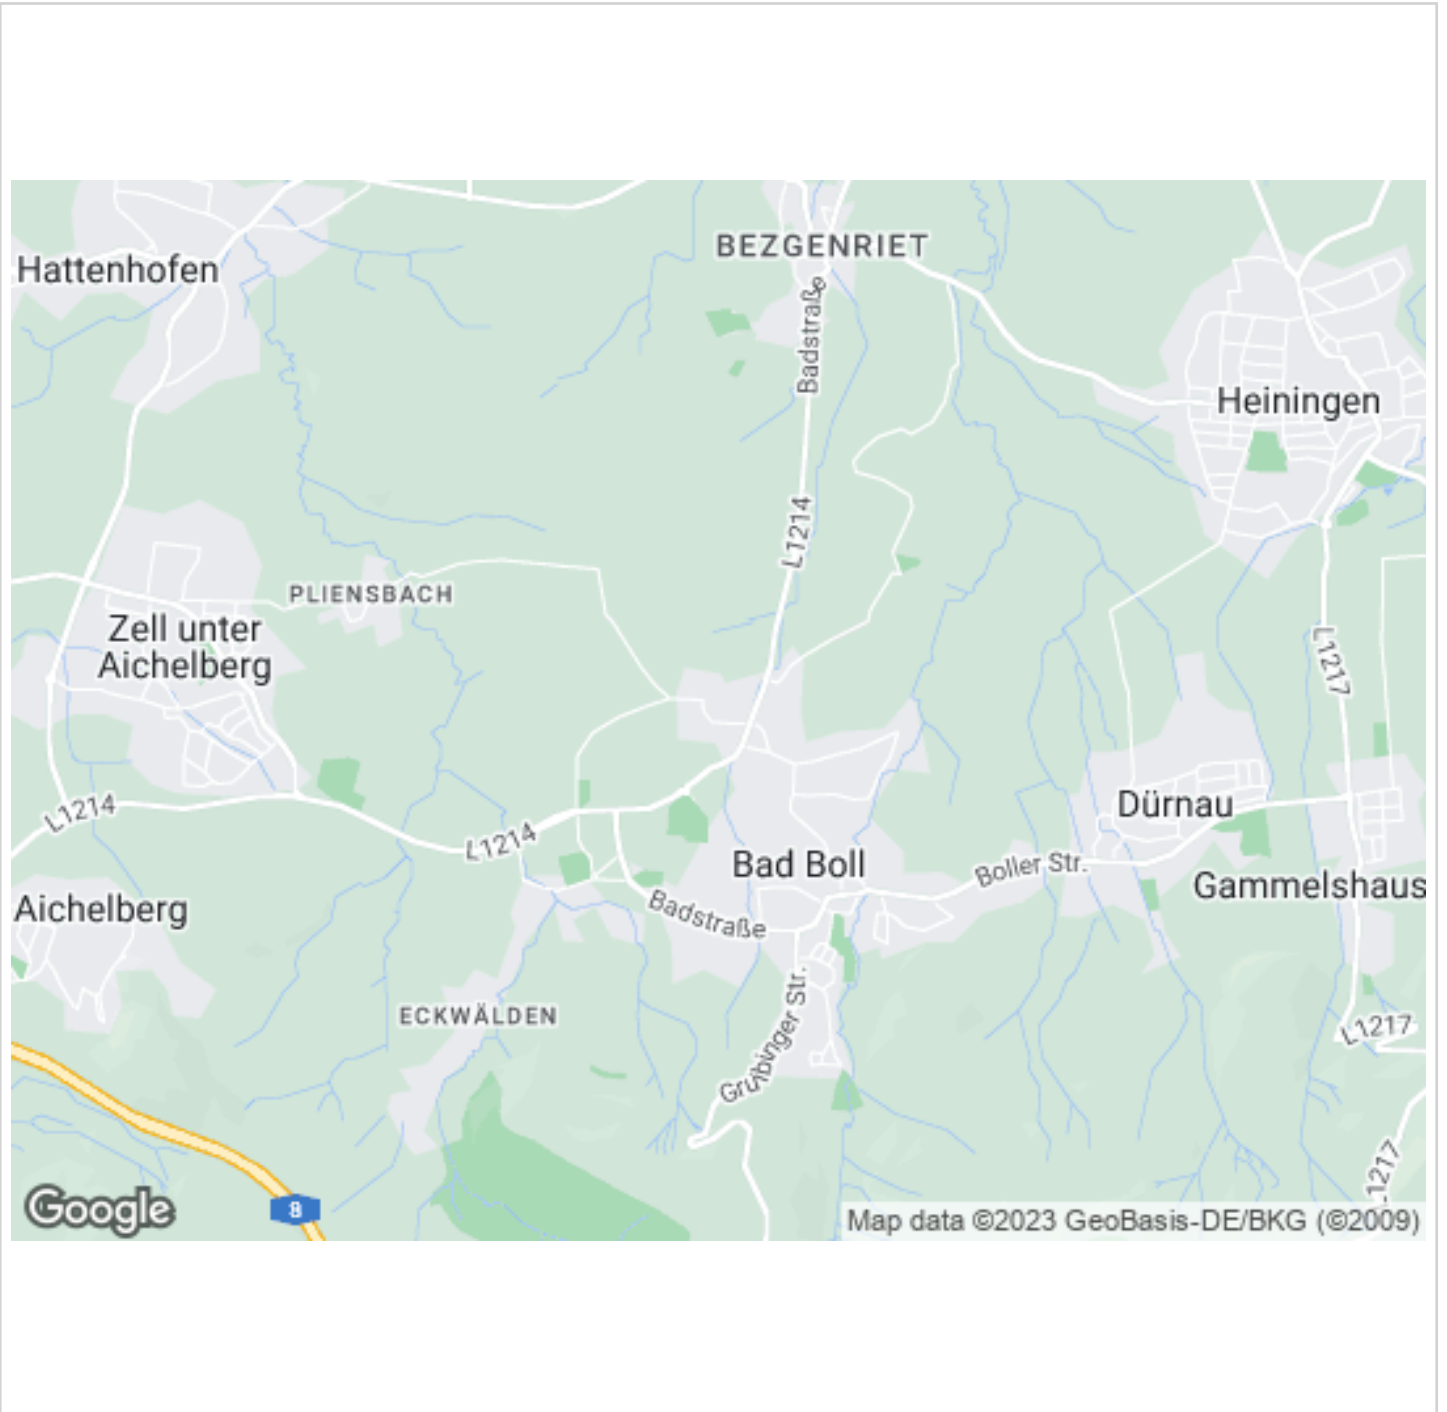 BEZGENRIET
Hattenhofen
Badstraße
Heiningen
L1214
PLIENSBACH
Zell unter
Aichelberg
L1217
L1214
Dürnau
L1214
Bad Boll
Boller Str.
Gammelshaus
Aichelberg
Badstraße
ECKWÄLDEN
Gruibinger Str.
L1217
L1217
Google
8
Map data ©2023 GeoBasis-DE/BKG (©2009)